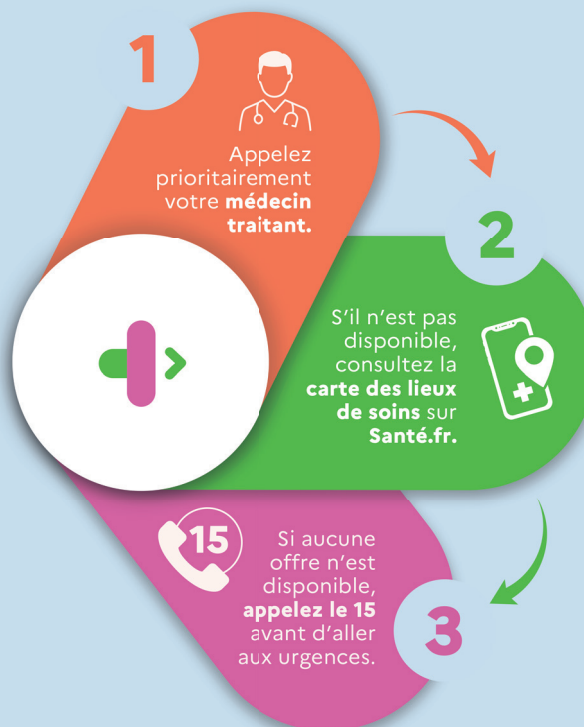 1
Appelez
prioritairement
votre médecin
traitant.
2
S'il n'est pas
disponible,
consultez la
carte des lieux
de soins sur
Santé.fr.
15
Si aucune
offre n'est
disponible,
appelez le 15
avant d'aller
aux urgences.
3